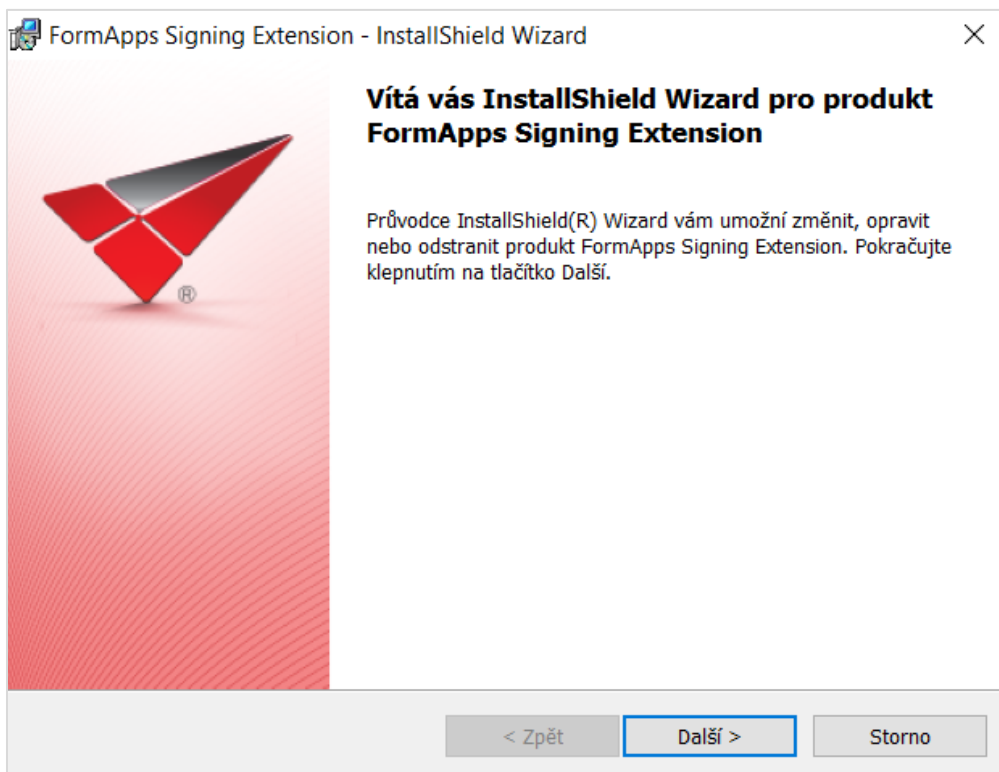 FormApps Signing Extension - InstallShield Wizard
Vítá vás InstallShield Wizard pro produkt
FormApps Signing Extension
Průvodce InstallShield(R) Wizard vám umožní změnit, opravit
nebo odstranit produkt FormApps Signing Extension. Pokračujte
klepnutím na tlačítko Další.
®
< Zpět
Další >
Storno